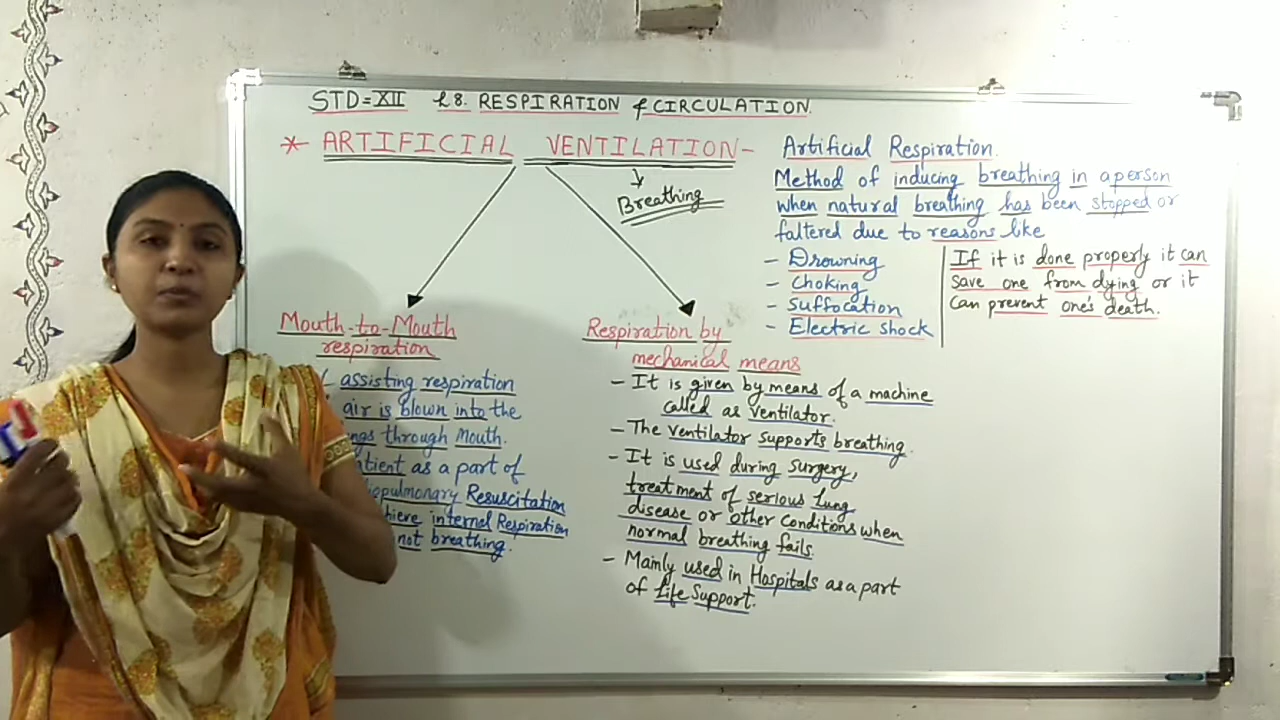 STD=XII L8. RESPIRATION & CIRCULATION.
* ARTIFICIAL VENTILATION-
Breathing
Artificial Respiration.
Method of inducing breathing in a person
when natural breathing has been stopped or
faltered due to reasons like
- Drowning
- Choking
- Suffocation
- Electric shock
If it is done properly it can
save one from dying or it
can prevent one's death.
Mouth-to-Mouth
respiration
assisting respiration
air is blown into the
through Mouth.
as a part of
Resuscitation
internal Respiration
not breathing.
Respiration by
mechanical means
- It is given by means of a machine
called as ventilator.
- The ventilator supports breathing.
- It is used during surgery,
treatment of serious lung
disease or other conditions when
normal breathing fails.
- Mainly used in Hospitals as a part
of Life Support.